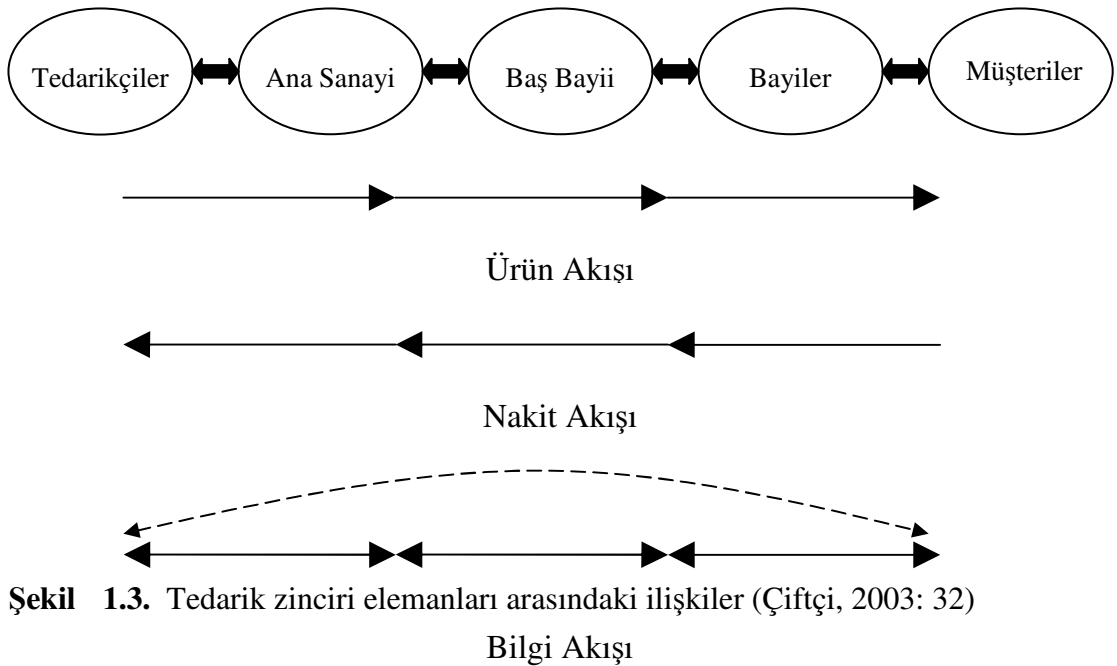 Tedarikçiler Ana Sanayi Baş Bayii Bayiler Müşteriler
Ürün Akışı
Nakit Akışı
Şekil 1.3. Tedarik zinciri elemanları arasındaki ilişkiler (Çiftçi, 2003: 32)
Bilgi Akışı